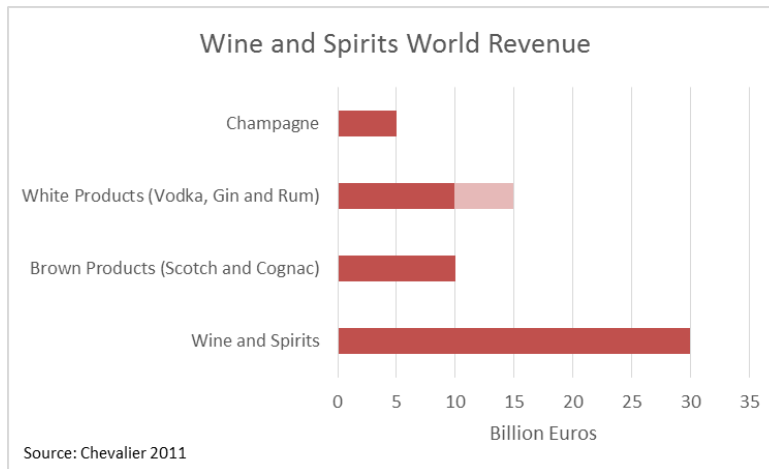 Wine and Spirits World Revenue
Champagne
White Products (Vodka, Gin and Rum)
Brown Products (Scotch and Cognac)
Wine and Spirits
0 5 10 15 20 25 30 35
Billion Euros
Source: Chevalier 2011